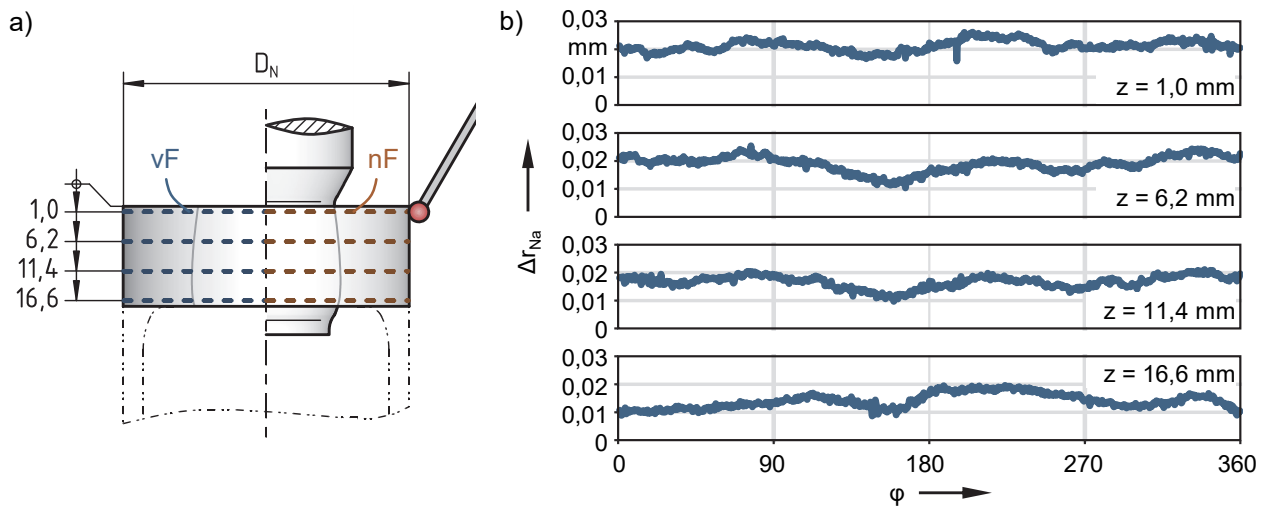 a)
D_N
vF
nF
1,0
6,2
11,4
16,6
b)
Δr_Na
0,03
mm
0,01
0
z = 1,0 mm
0,03
0,02
0,01
0
z = 6,2 mm
0,03
0,02
0,01
0
z = 11,4 mm
0,03
0,02
0,01
0
z = 16,6 mm
0 90 180 270 360
φ